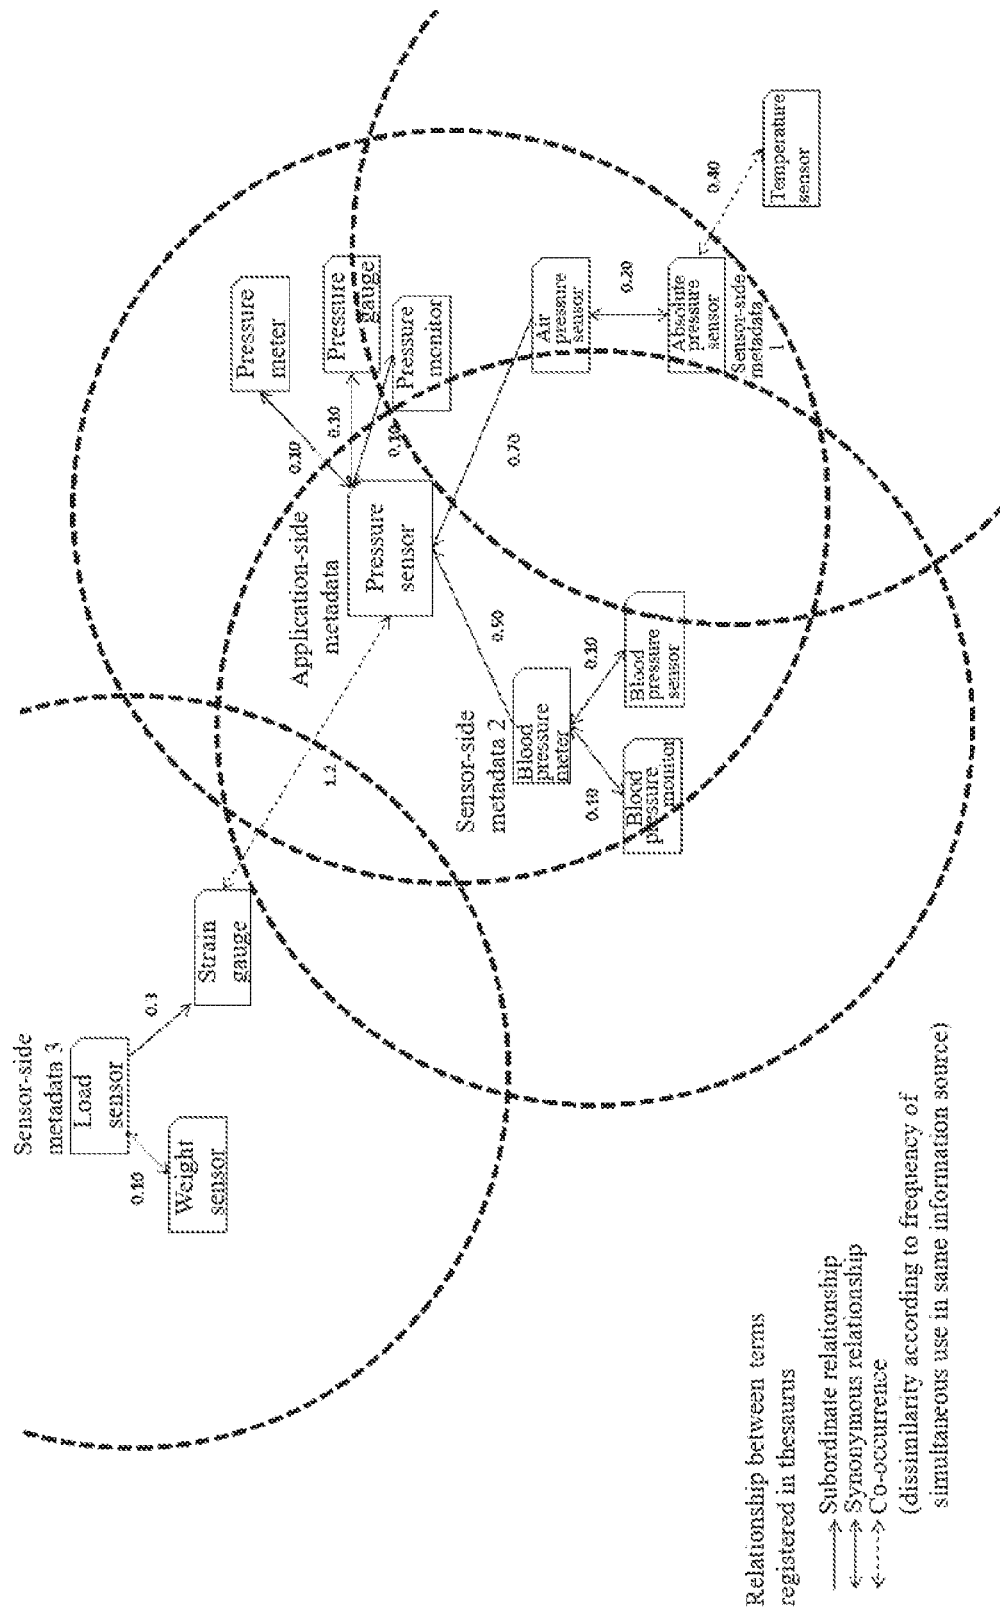 Sensor-side
metadata 3
Load
sensor
0.10
Weight
sensor
0.3
Strain
gauge
1.2
Application-side
metadata
Pressure
sensor
0.10
Pressure
meter
0.10
Pressure
gauge
0.10
Pressure
monitor
Sensor-side
metadata 2
Blood
pressure
meter
0.50
0.70
0.10
Blood
pressure
monitor
0.10
Blood
pressure
sensor
Air
pressure
sensor
0.20
Absolute
pressure
sensor
Sensor-side
metadata
1
0.80
Temperature
sensor
Relationship between terms
registered in thesaurus
Subordinate relationship
Synonymous relationship
Co-occurrence
(dissimilarity according to frequency of
simultaneous use in same information source)